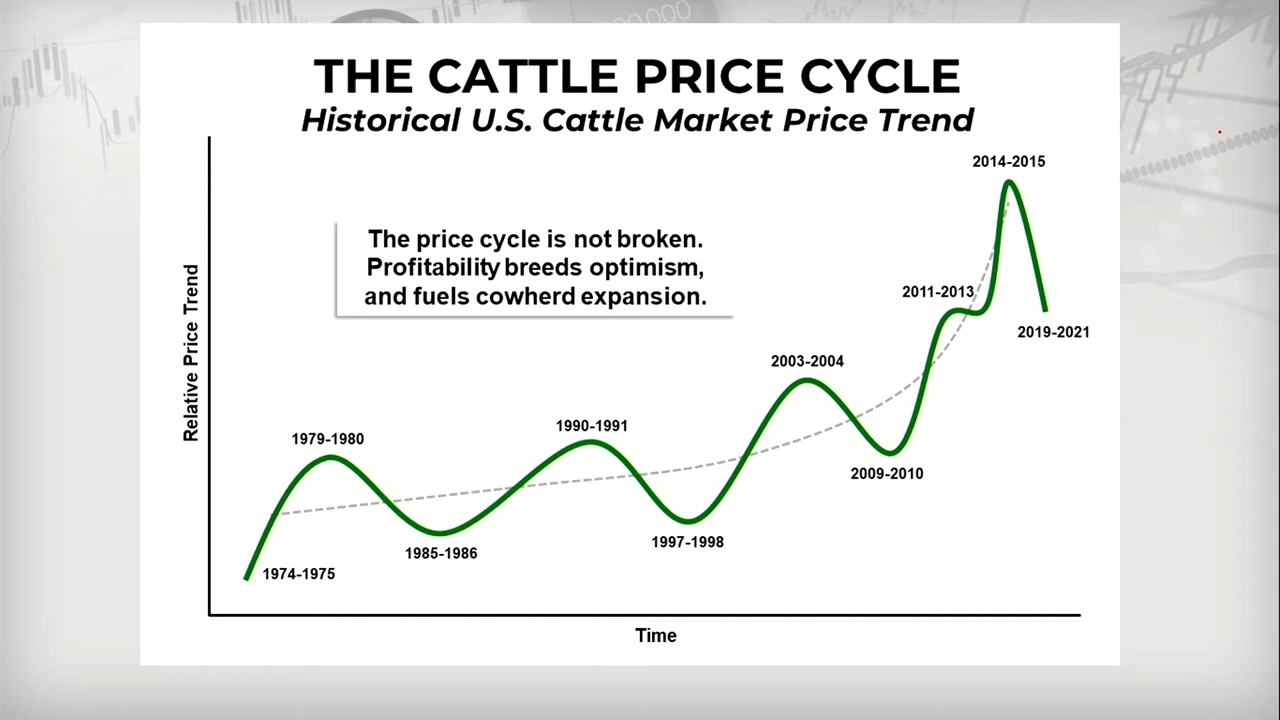 THE CATTLE PRICE CYCLE
Historical U.S. Cattle Market Price Trend
2014-2015
The price cycle is not broken.
Profitability breeds optimism,
and fuels cowherd expansion.
2011-2013
2019-2021
Relative Price Trend
2003-2004
1990-1991
1979-1980
2009-2010
1997-1998
1985-1986
1974-1975
Time